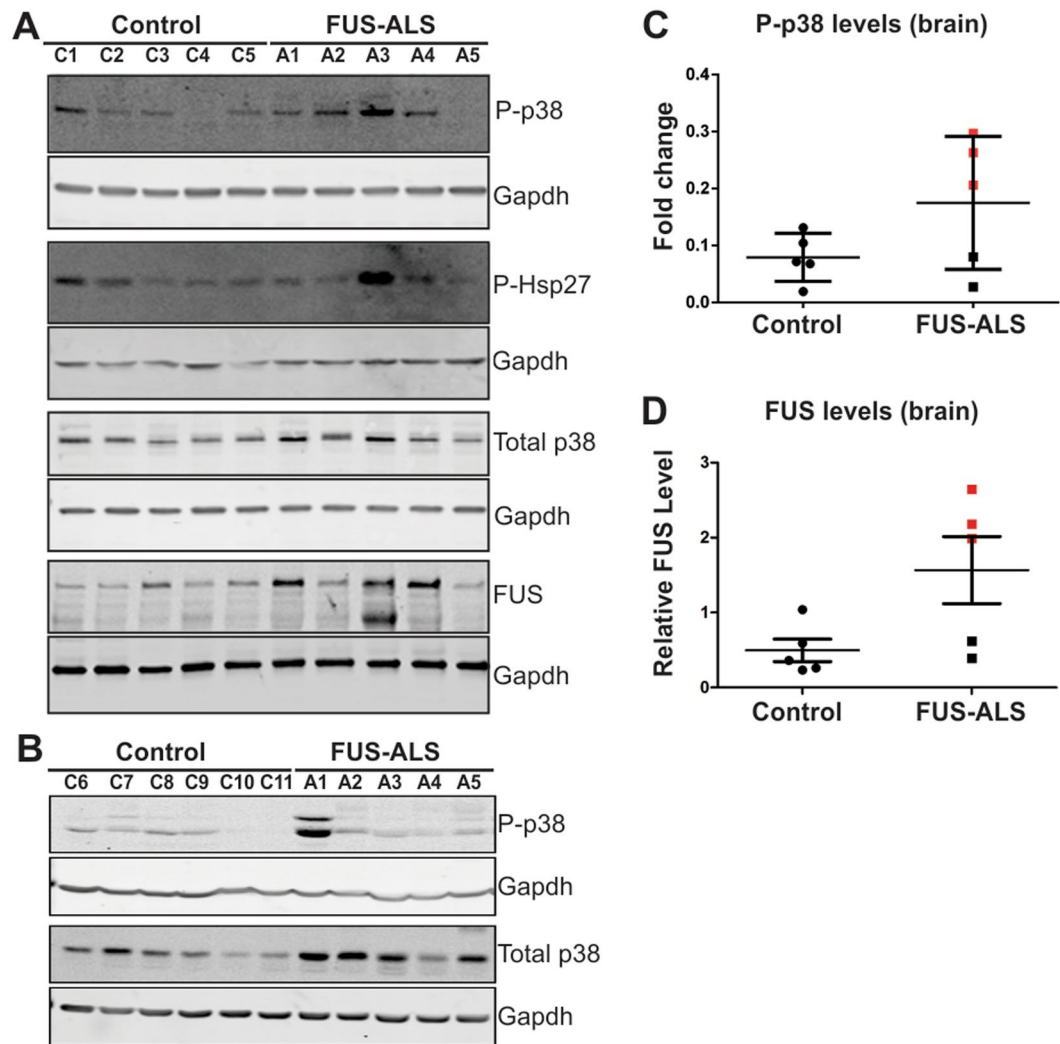 A
Control FUS-ALS
C1 C2 C3 C4 C5 A1 A2 A3 A4 A5
P-p38
Gapdh
P-Hsp27
Gapdh
Total p38
Gapdh
FUS
Gapdh
B
Control FUS-ALS
C6 C7 C8 C9 C10 C11 A1 A2 A3 A4 A5
P-p38
Gapdh
Total p38
Gapdh
C P-p38 levels (brain)
Fold change
0.4
0.3
0.2
0.1
0.0
Control FUS-ALS
D FUS levels (brain)
Relative FUS Level
3
2
1
0
Control FUS-ALS